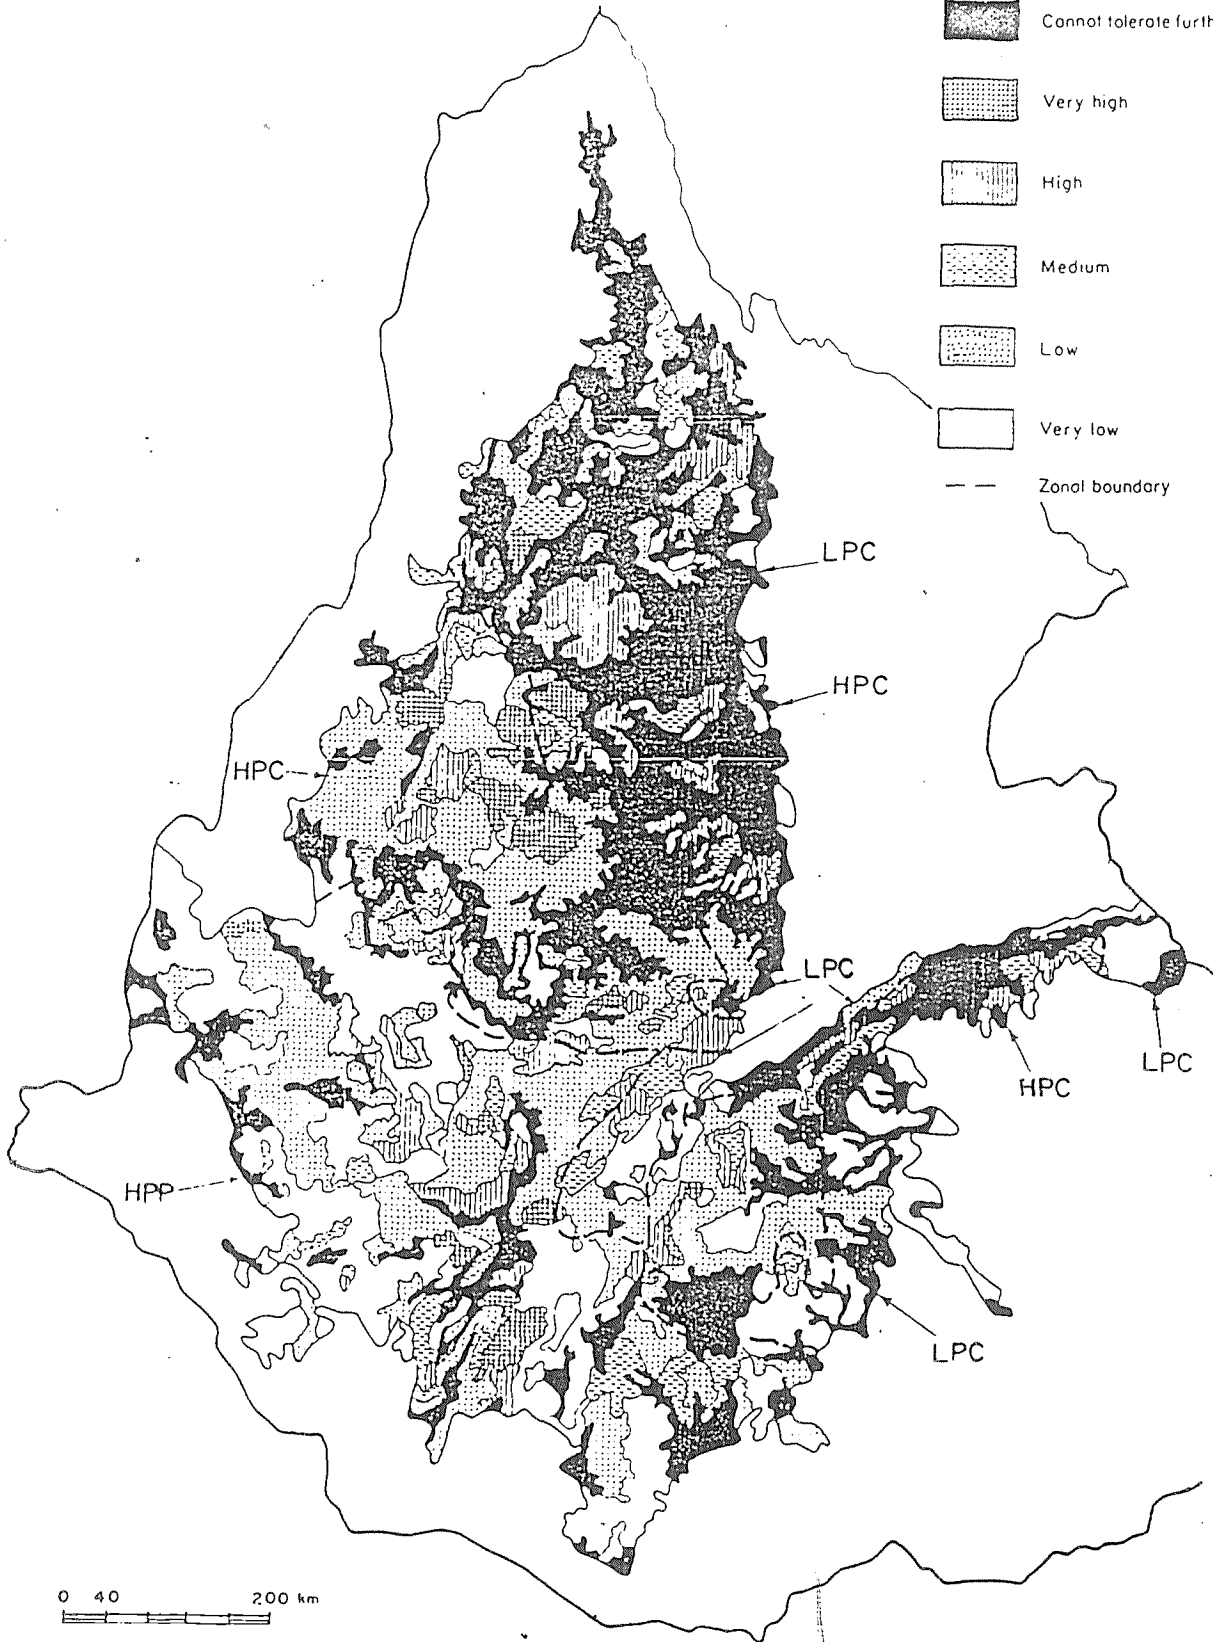 Cannot tolerate furth
Very high
High
Medium
Low
Very low
Zonal boundary
LPC
HPC
HPC
LPC
LPC
HPC
HPP
LPC
0 40 200 km